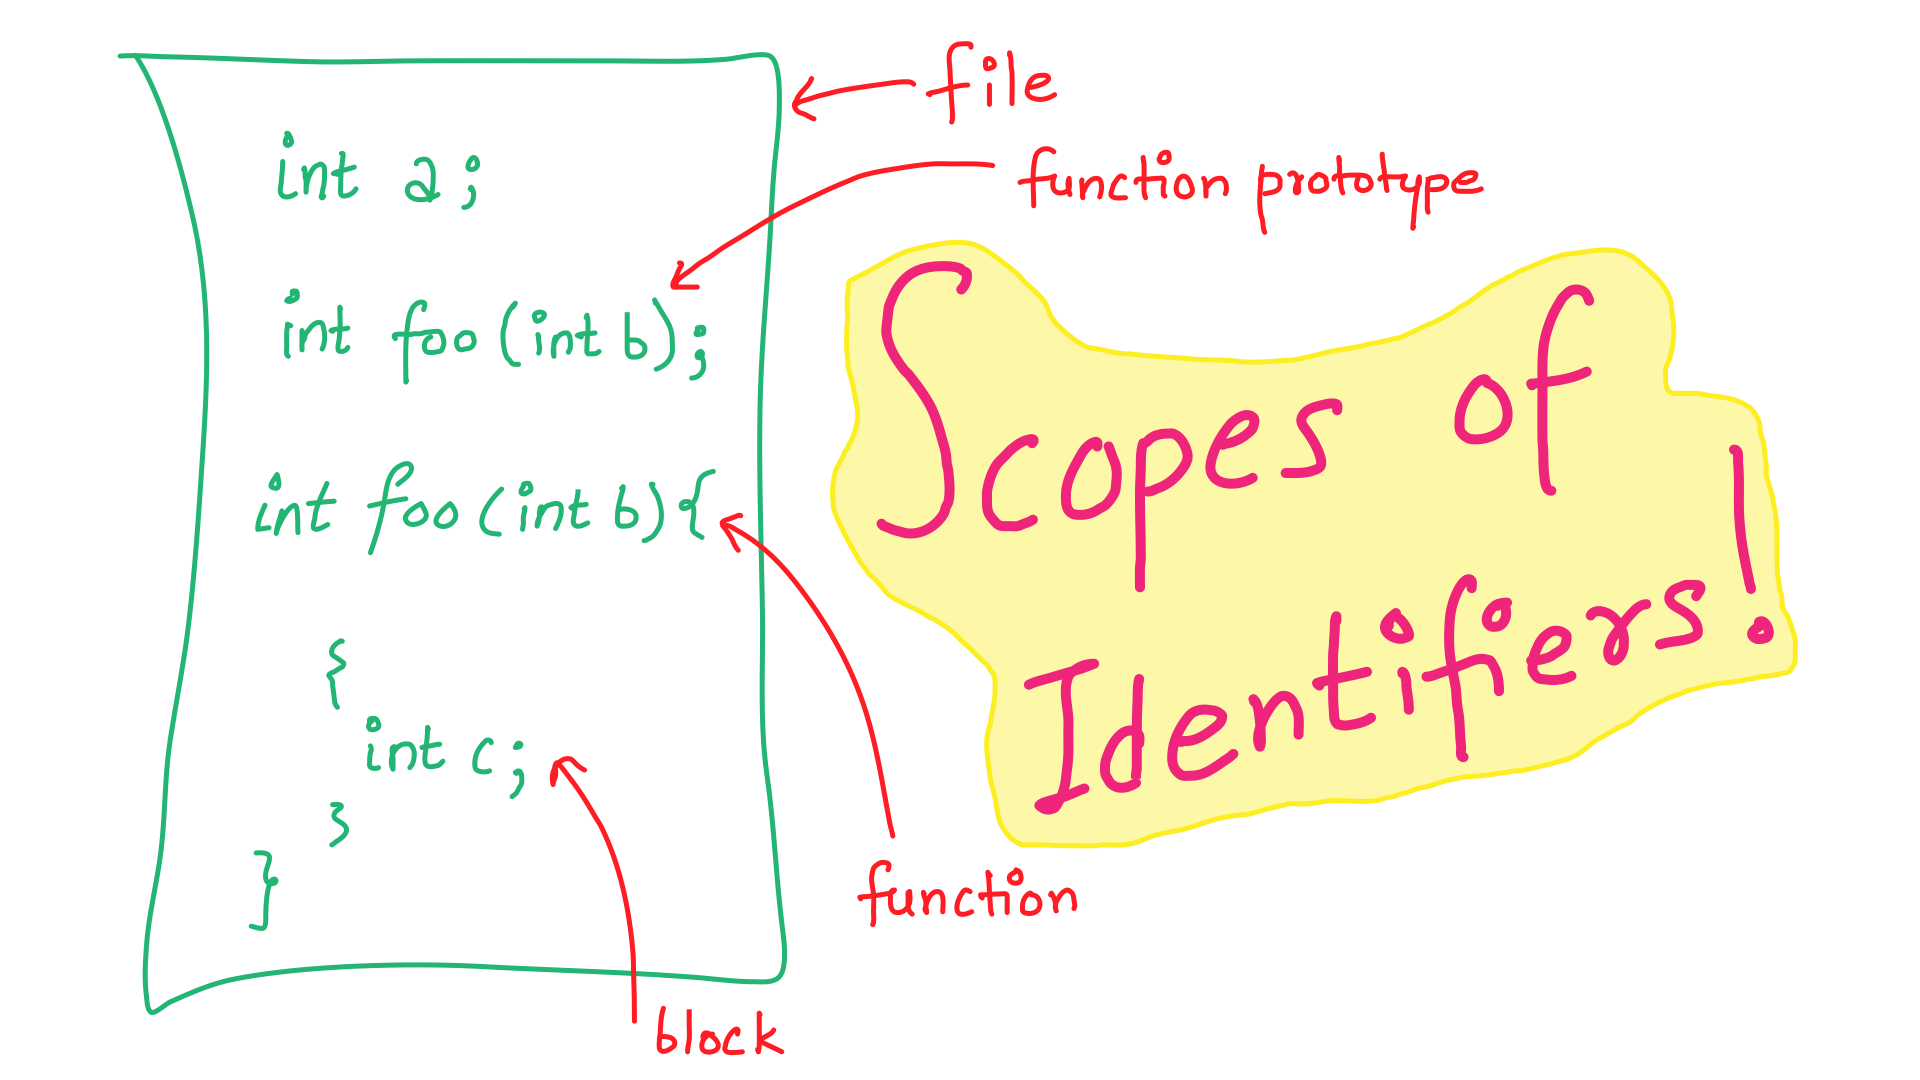 file
int a;
function prototype
int foo(int b);
int foo(int b){
{
int c;
}
}
function
block
Scopes of
Identifiers!